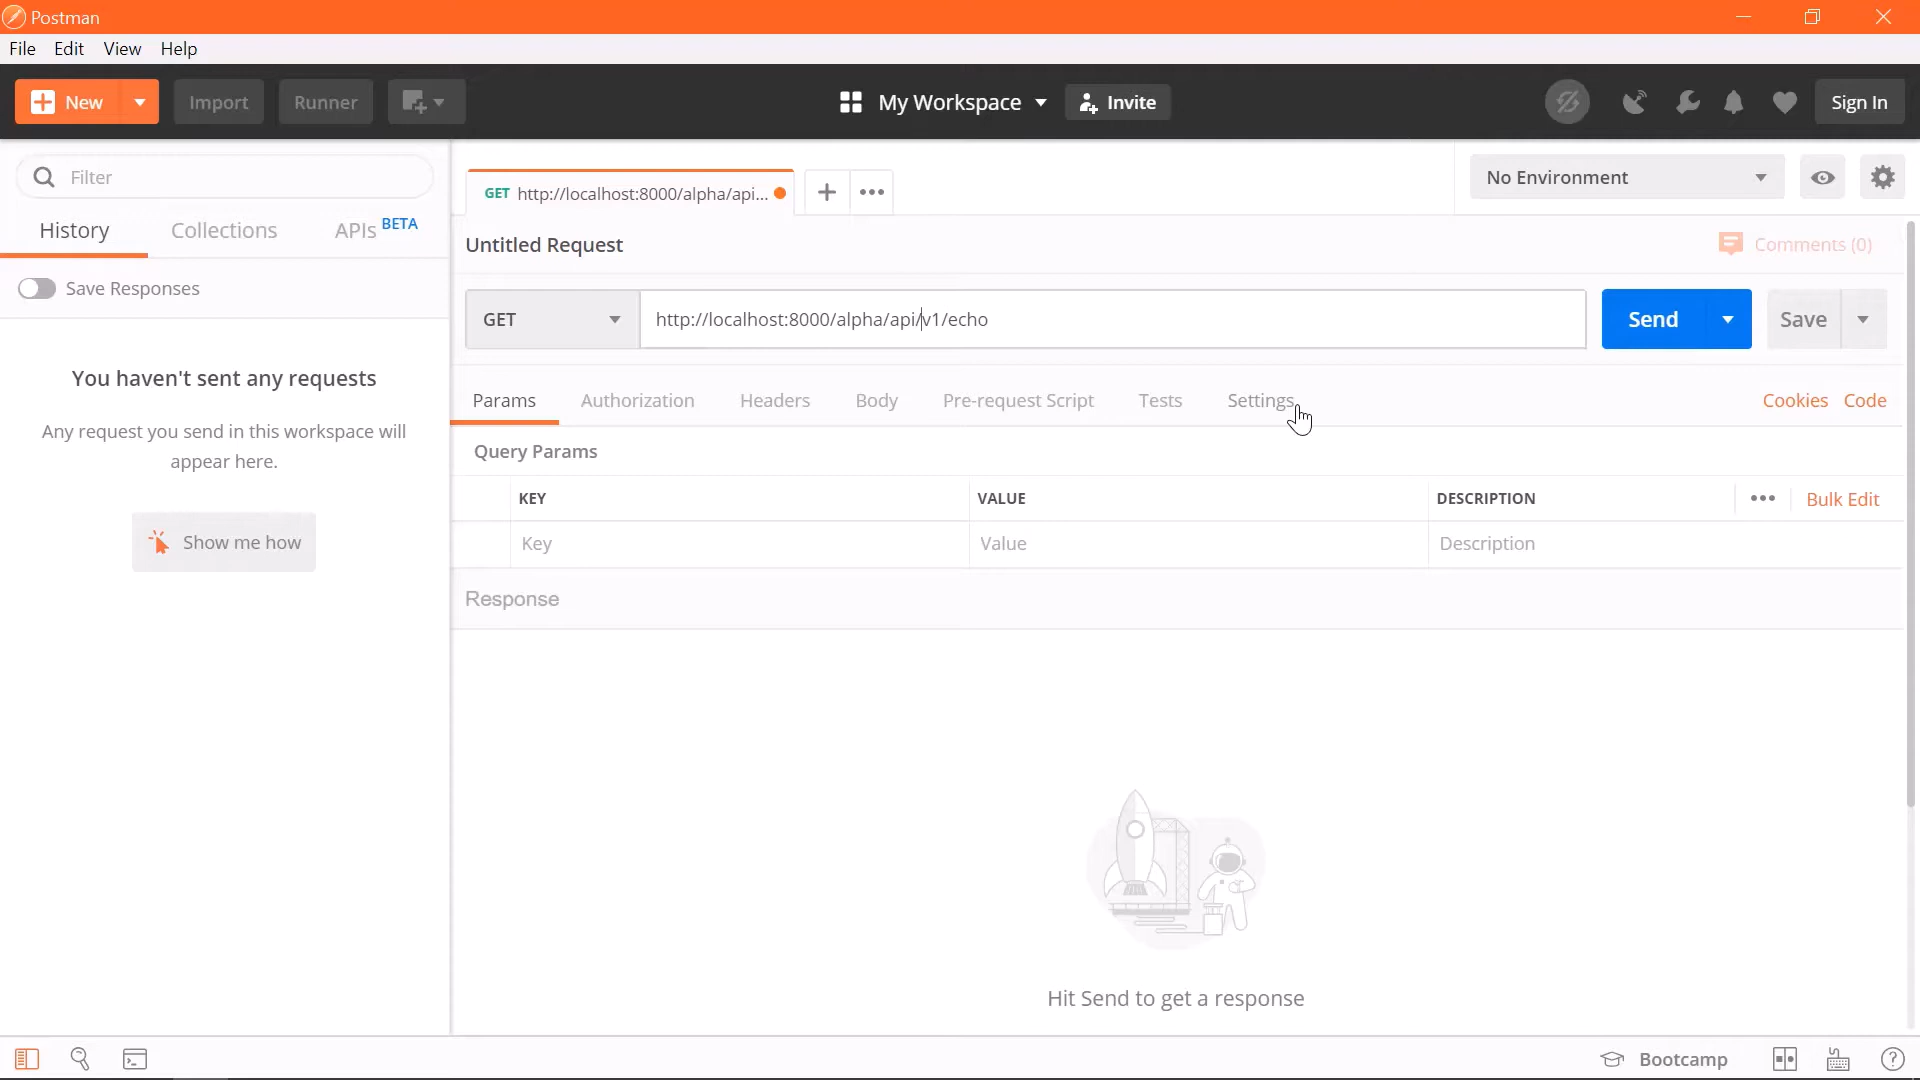 Postman
File Edit View Help
New Import Runner My Workspace Invite Sign In
Filter
History Collections APIs BETA
Save Responses
You haven't sent any requests
Any request you send in this workspace will
appear here.
Show me how
GET http://localhost:8000/alpha/api...
No Environment
Untitled Request
Comments (0)
GET http://localhost:8000/alpha/api/v1/echo Send Save
Params Authorization Headers Body Pre-request Script Tests Settings Cookies Code
Query Params
KEY VALUE DESCRIPTION Bulk Edit
Key Value Description
Response
Hit Send to get a response
Bootcamp